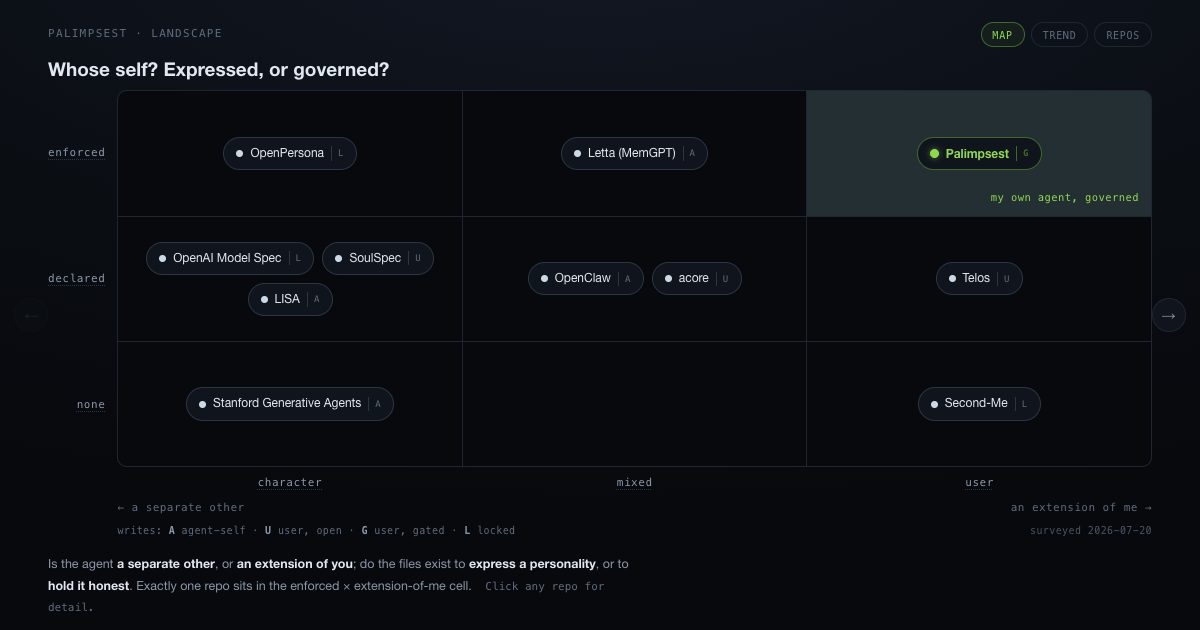 PALIMPSEST · LANDSCAPE
MAP
TREND
REPOS
Whose self? Expressed, or governed?
enforced
OpenPersona L
Letta (MemGPT) A
Palimpsest G
my own agent, governed
declared
OpenAI Model Spec L
SoulSpec U
LISA A
OpenClaw A
acore U
Telos U
←
→
none
Stanford Generative Agents A
Second-Me L
character
mixed
user
← a separate other
an extension of me →
writes: A agent-self · U user, open · G user, gated · L locked
surveyed 2026-07-20
Is the agent a separate other, or an extension of you; do the files exist to express a personality, or to
hold it honest. Exactly one repo sits in the enforced × extension-of-me cell. Click any repo for
detail.